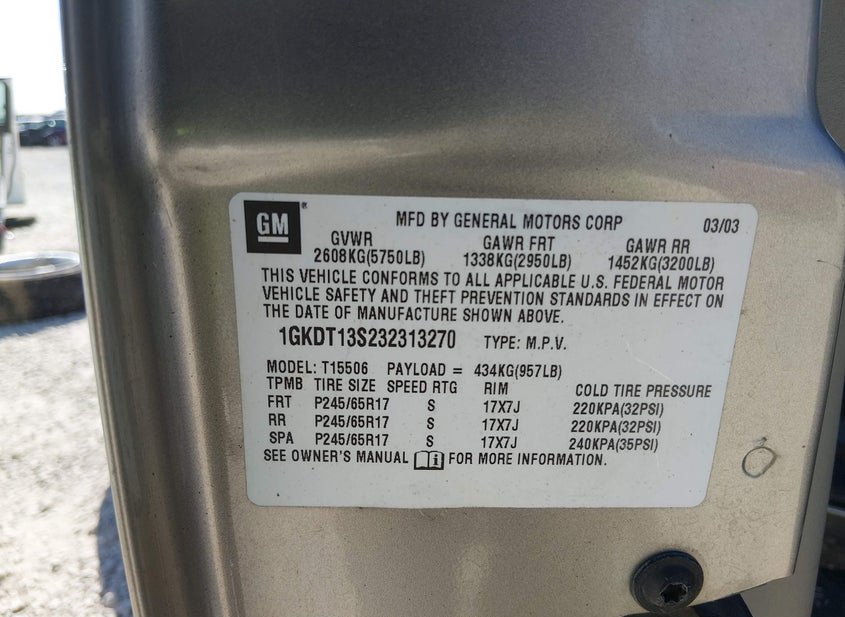 GM ®
MFD BY GENERAL MOTORS CORP 03/03
GVWR GAWR FRT GAWR RR
2608KG(5750LB) 1338KG(2950LB) 1452KG(3200LB)
THIS VEHICLE CONFORMS TO ALL APPLICABLE U.S. FEDERAL MOTOR
VEHICLE SAFETY AND THEFT PREVENTION STANDARDS IN EFFECT ON
THE DATE OF MANUFACTURE SHOWN ABOVE.
1GKDT13S232313270 TYPE: M.P.V.
MODEL: T15506 PAYLOAD = 434KG(957LB)
TPMB TIRE SIZE SPEED RTG RIM COLD TIRE PRESSURE
FRT P245/65R17 S 17X7J 220KPA(32PSI)
RR P245/65R17 S 17X7J 220KPA(32PSI)
SPA P245/65R17 S 17X7J 240KPA(35PSI)
SEE OWNER'S MANUAL FOR MORE INFORMATION.